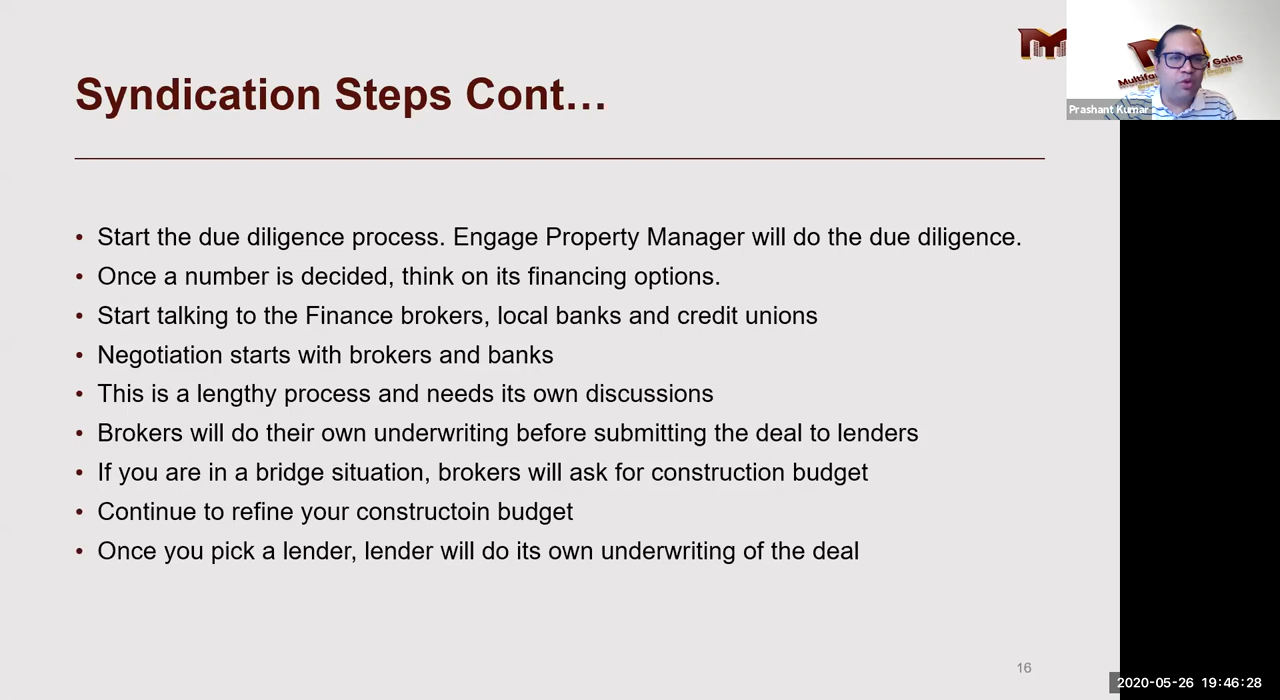 Syndication Steps Cont…
Multifa
Gains
Prashant Kumar
• Start the due diligence process. Engage Property Manager will do the due diligence.
• Once a number is decided, think on its financing options.
• Start talking to the Finance brokers, local banks and credit unions
• Negotiation starts with brokers and banks
• This is a lengthy process and needs its own discussions
• Brokers will do their own underwriting before submitting the deal to lenders
• If you are in a bridge situation, brokers will ask for construction budget
• Continue to refine your constructoin budget
• Once you pick a lender, lender will do its own underwriting of the deal
16
2020-05-26 19:46:28